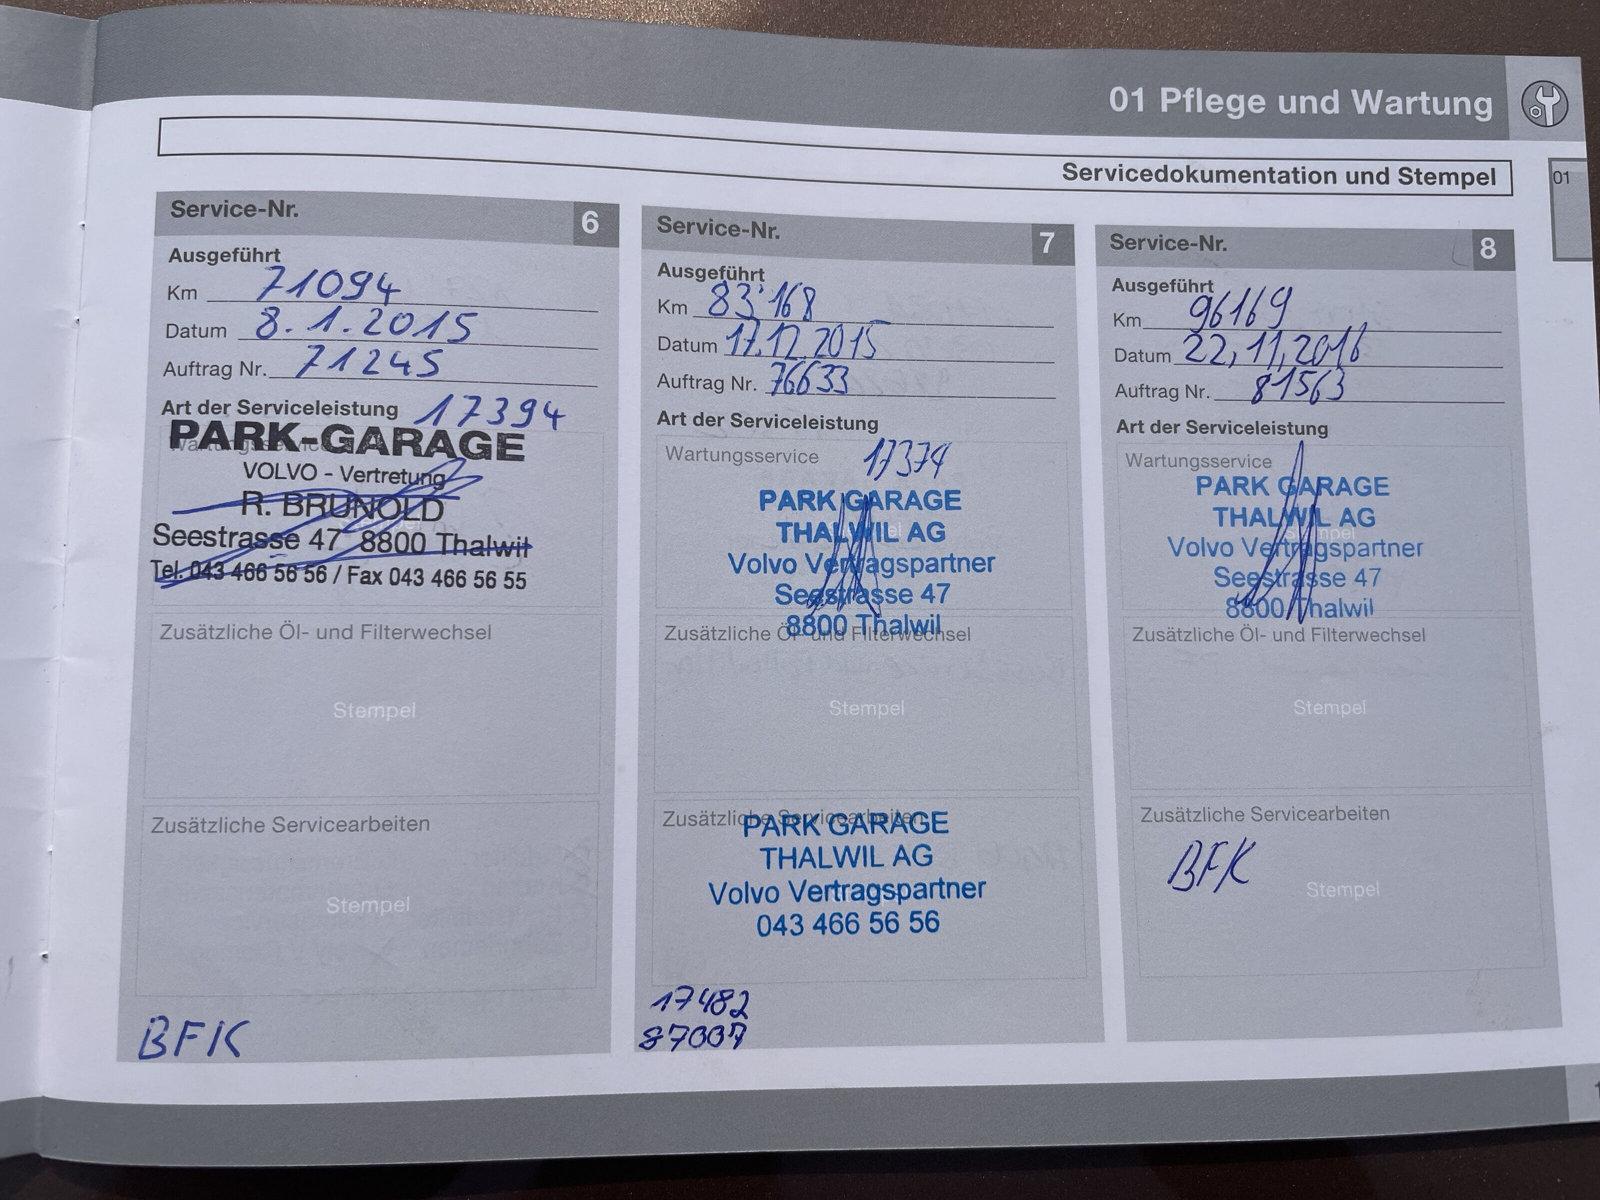 01 Pflege und Wartung
Servicedokumentation und Stempel
01
Service-Nr. 6
Ausgeführt
Km 71094
Datum 8.1.2015
Auftrag Nr. 71245
Art der Serviceleistung 17394
Wartungsservice
PARK-GARAGE
VOLVO - Vertretung
R. BRUNOLD
Seestrasse 47 8800 Thalwil
Tel. 043 466 56 56 / Fax 043 466 56 55
Zusätzliche Öl- und Filterwechsel
Stempel
Zusätzliche Servicearbeiten
Stempel
BFK
Service-Nr. 7
Ausgeführt
Km 83'168
Datum 17.12.2015
Auftrag Nr. 76633
Art der Serviceleistung
Wartungsservice 17374
PARK GARAGE
THALWIL AG
Volvo Vertragspartner
Seestrasse 47
8800 Thalwil
Zusätzliche Öl- und Filterwechsel
Stempel
Zusätzliche Servicearbeiten
PARK GARAGE
THALWIL AG
Volvo Vertragspartner
043 466 56 56
17482
87007
Service-Nr. 8
Ausgeführt
Km 96169
Datum 22,11,2016
Auftrag Nr. 81563
Art der Serviceleistung
Wartungsservice
PARK GARAGE
THALWIL AG
Stempel
Volvo Vertragspartner
Seestrasse 47
8800 Thalwil
Zusätzliche Öl- und Filterwechsel
Stempel
Zusätzliche Servicearbeiten
BFK
Stempel